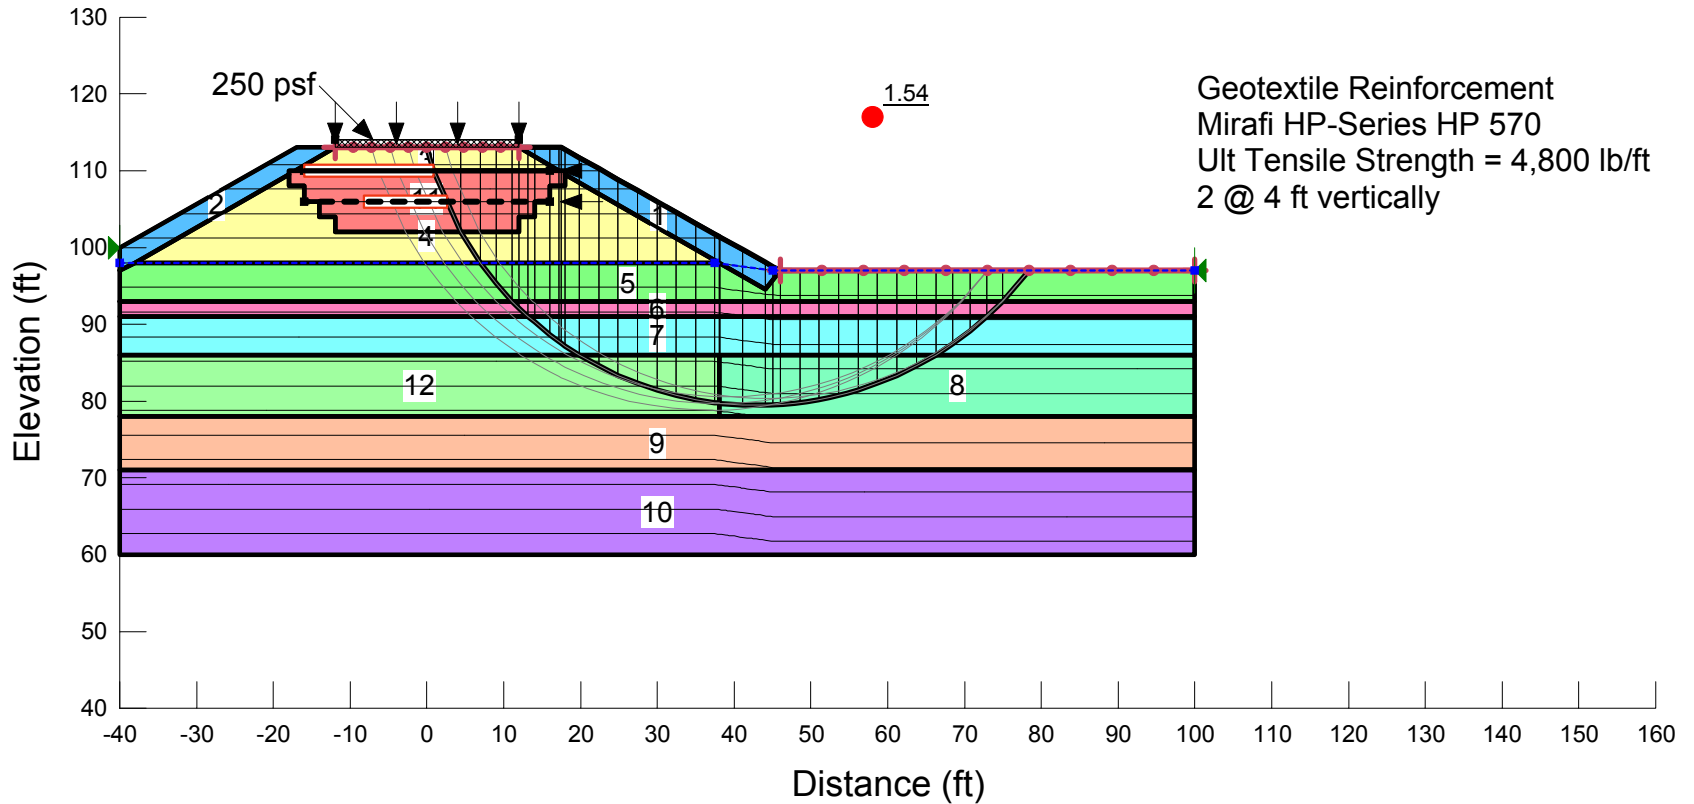 130
120
110
100
90
80
70
60
50
40
Elevation (ft)
250 psf
1.54
Geotextile Reinforcement
Mirafi HP-Series HP 570
Ult Tensile Strength = 4,800 lb/ft
2 @ 4 ft vertically
2
11
1
4
5
6
7
12
8
9
10
-40 -30 -20 -10 0 10 20 30 40 50 60 70 80 90 100 110 120 130 140 150 160
Distance (ft)